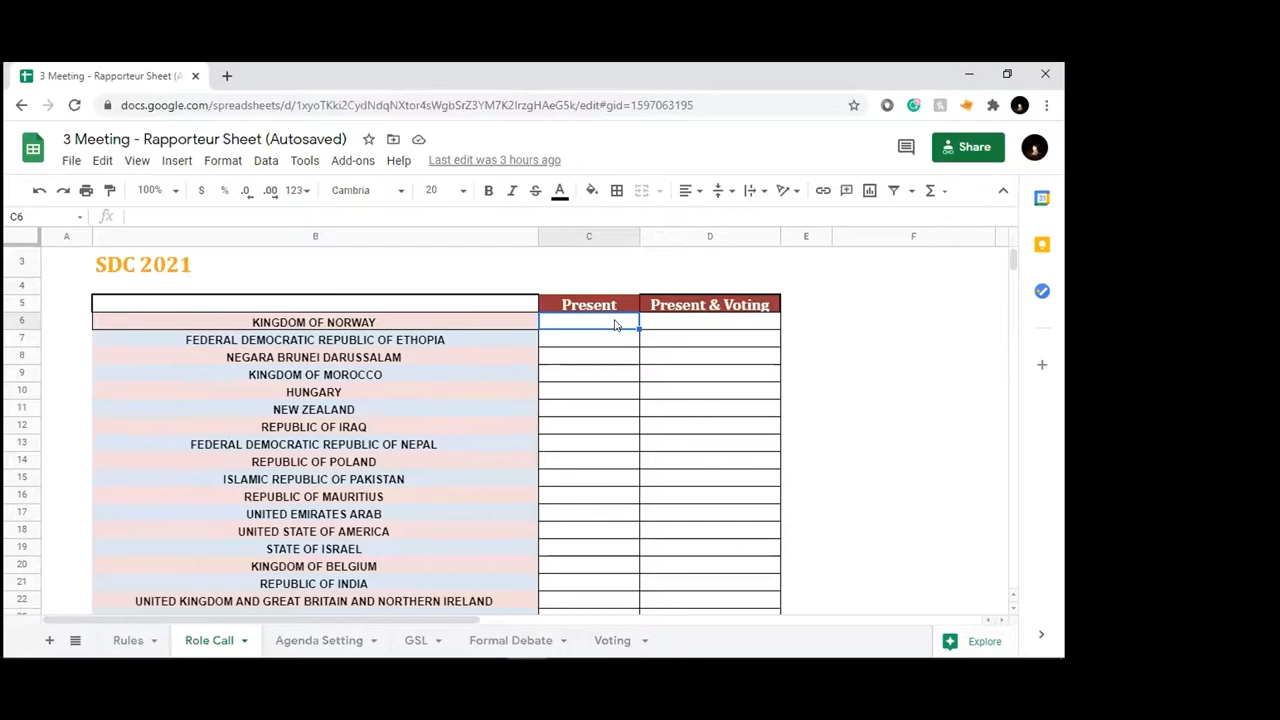 3 Meeting - Rapporteur Sheet (A
docs.google.com/spreadsheets/d/1xyoTKki2CydNdqNXtor4sWgbSrZ3YM7K2IrzgHAeG5k/edit#gid=1597063195
3 Meeting - Rapporteur Sheet (Autosaved)
Share
File Edit View Insert Format Data Tools Add-ons Help Last edit was 3 hours ago
100% $ % .0 .00 123 Cambria 20 B I S A Σ
C6 fx
A B C D E F
3 SDC 2021
4
5 Present Present & Voting
6 KINGDOM OF NORWAY
7 FEDERAL DEMOCRATIC REPUBLIC OF ETHOPIA
8 NEGARA BRUNEI DARUSSALAM
9 KINGDOM OF MOROCCO
10 HUNGARY
11 NEW ZEALAND
12 REPUBLIC OF IRAQ
13 FEDERAL DEMOCRATIC REPUBLIC OF NEPAL
14 REPUBLIC OF POLAND
15 ISLAMIC REPUBLIC OF PAKISTAN
16 REPUBLIC OF MAURITIUS
17 UNITED EMIRATES ARAB
18 UNITED STATE OF AMERICA
19 STATE OF ISRAEL
20 KINGDOM OF BELGIUM
21 REPUBLIC OF INDIA
22 UNITED KINGDOM AND GREAT BRITAIN AND NORTHERN IRELAND
Rules Role Call Agenda Setting GSL Formal Debate Voting Explore